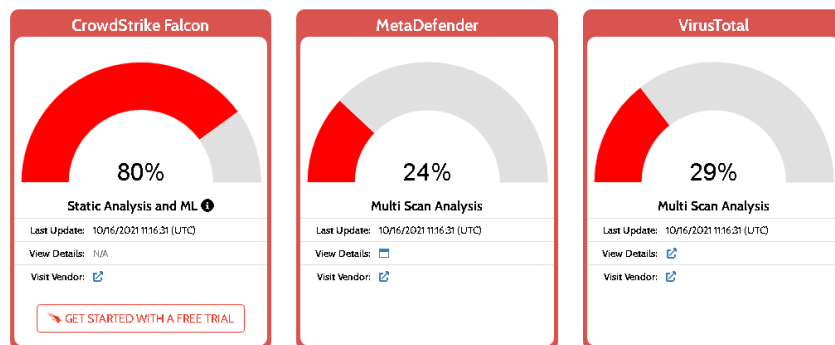 CrowdStrike Falcon
80%
Static Analysis and ML
Last Update: 10/16/2021 11:16:31 (UTC)
View Details: N/A
Visit Vendor:
GET STARTED WITH A FREE TRIAL
MetaDefender
24%
Multi Scan Analysis
Last Update: 10/16/2021 11:16:31 (UTC)
View Details:
Visit Vendor:
VirusTotal
29%
Multi Scan Analysis
Last Update: 10/16/2021 11:16:31 (UTC)
View Details:
Visit Vendor: